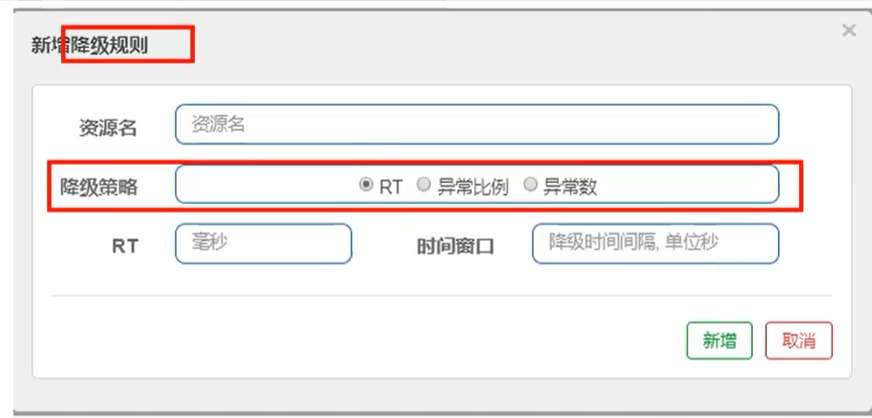 新增降级规则 ×
资源名 资源名
降级策略 RT 异常比例 异常数
RT 毫秒 时间窗口 降级时间间隔, 单位秒
新增 取消